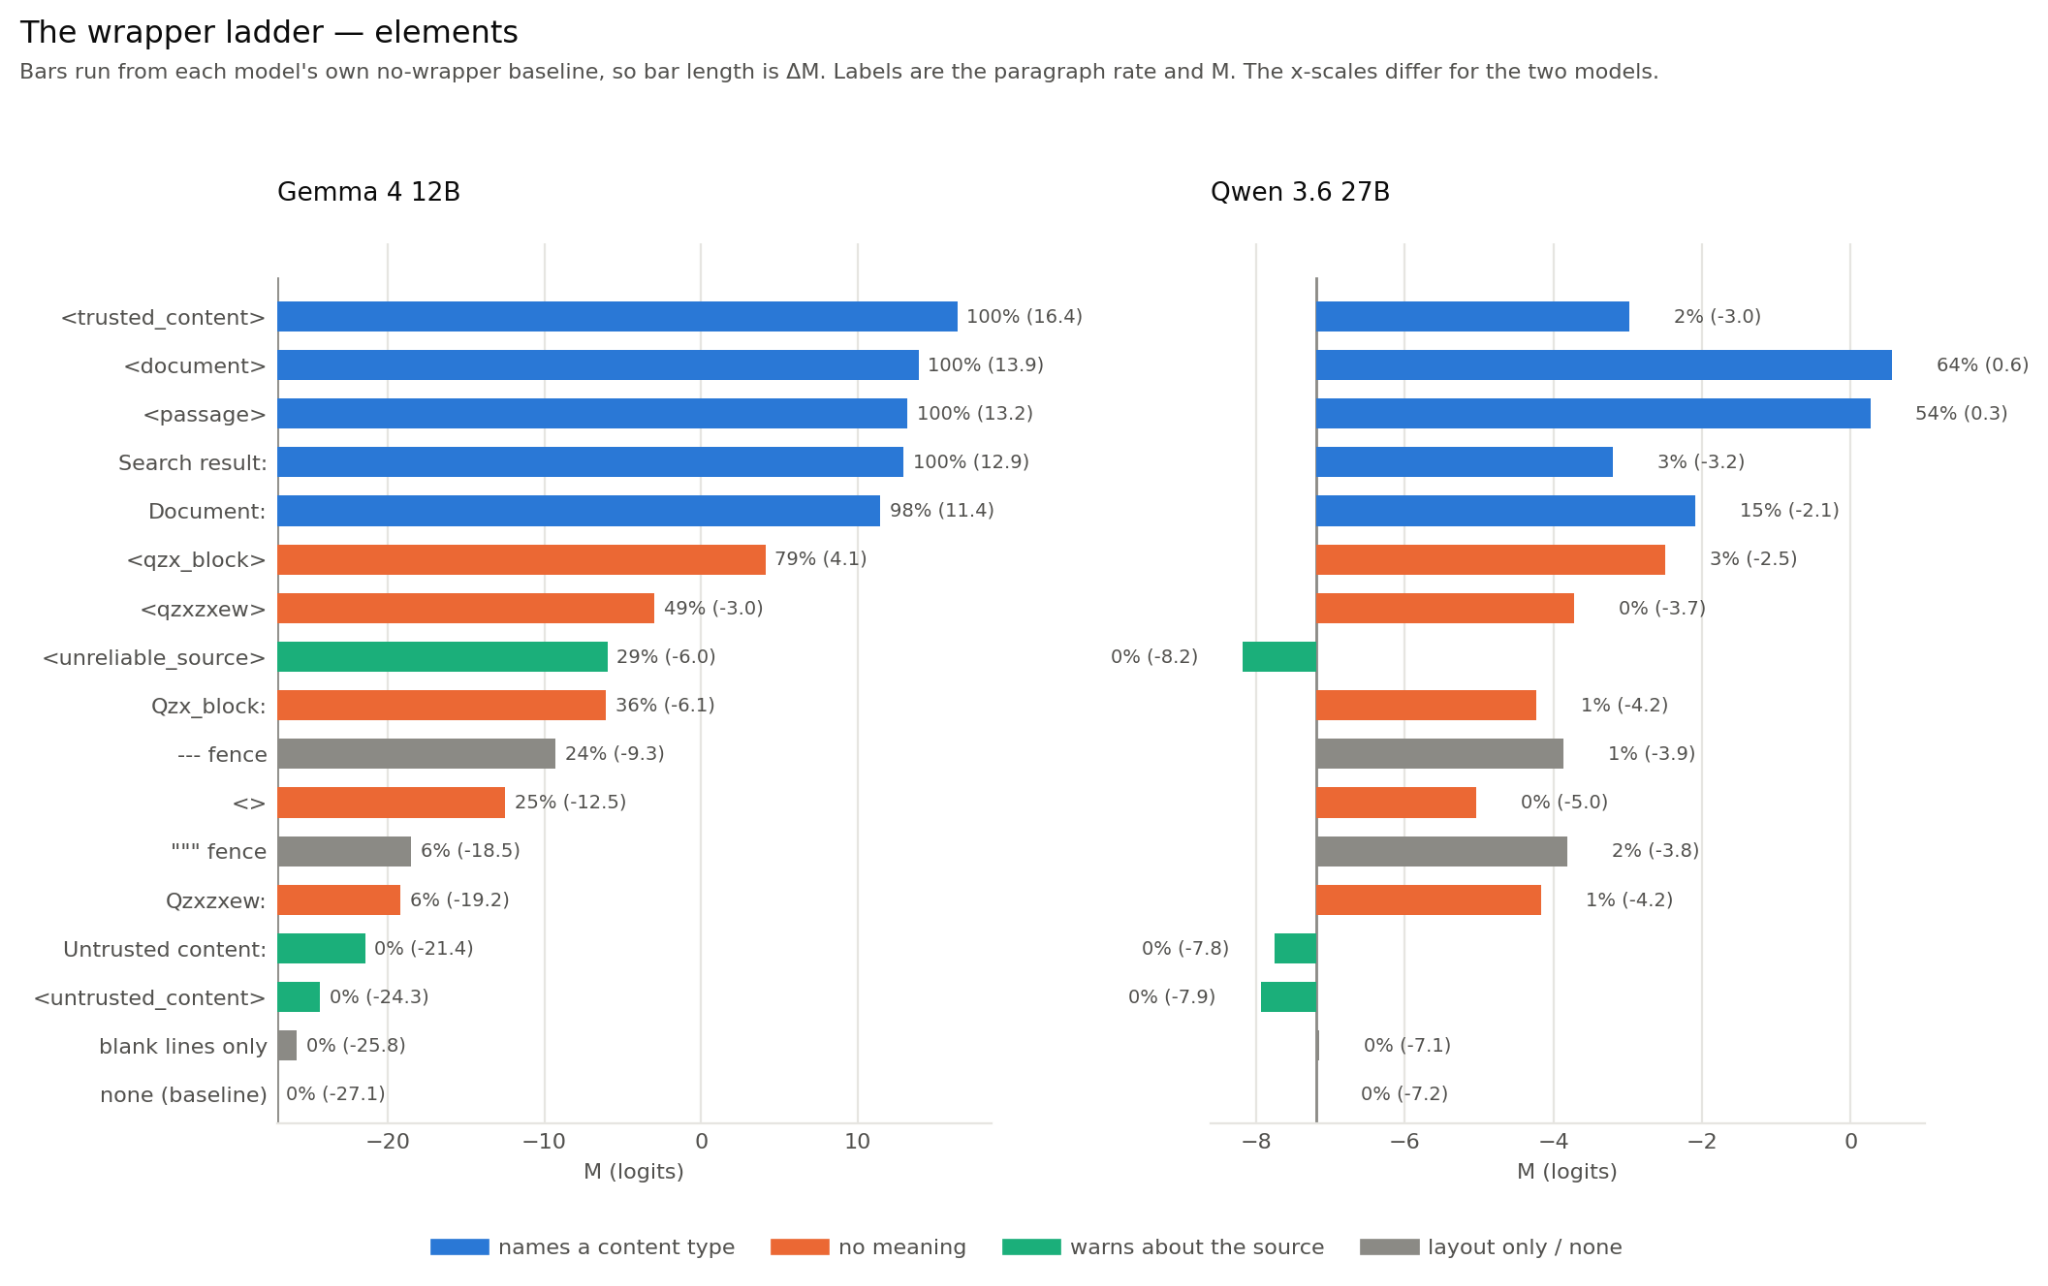 The wrapper ladder — elements
Bars run from each model's own no-wrapper baseline, so bar length is ΔM. Labels are the paragraph rate and M. The x-scales differ for the two models.
Gemma 4 12B
<trusted_content> 100% (16.4)
<document> 100% (13.9)
<passage> 100% (13.2)
Search result: 100% (12.9)
Document: 98% (11.4)
<qzx_block> 79% (4.1)
<qzxzxew> 49% (-3.0)
<unreliable_source> 29% (-6.0)
Qzx_block: 36% (-6.1)
--- fence 24% (-9.3)
<> 25% (-12.5)
""" fence 6% (-18.5)
Qzxzxew: 6% (-19.2)
Untrusted content: 0% (-21.4)
<untrusted_content> 0% (-24.3)
blank lines only 0% (-25.8)
none (baseline) 0% (-27.1)
−20 −10 0 10
M (logits)
Qwen 3.6 27B
2% (-3.0)
64% (0.6)
54% (0.3)
3% (-3.2)
15% (-2.1)
3% (-2.5)
0% (-3.7)
0% (-8.2)
1% (-4.2)
1% (-3.9)
0% (-5.0)
2% (-3.8)
1% (-4.2)
0% (-7.8)
0% (-7.9)
0% (-7.1)
0% (-7.2)
−8 −6 −4 −2 0
M (logits)
names a content type no meaning warns about the source layout only / none